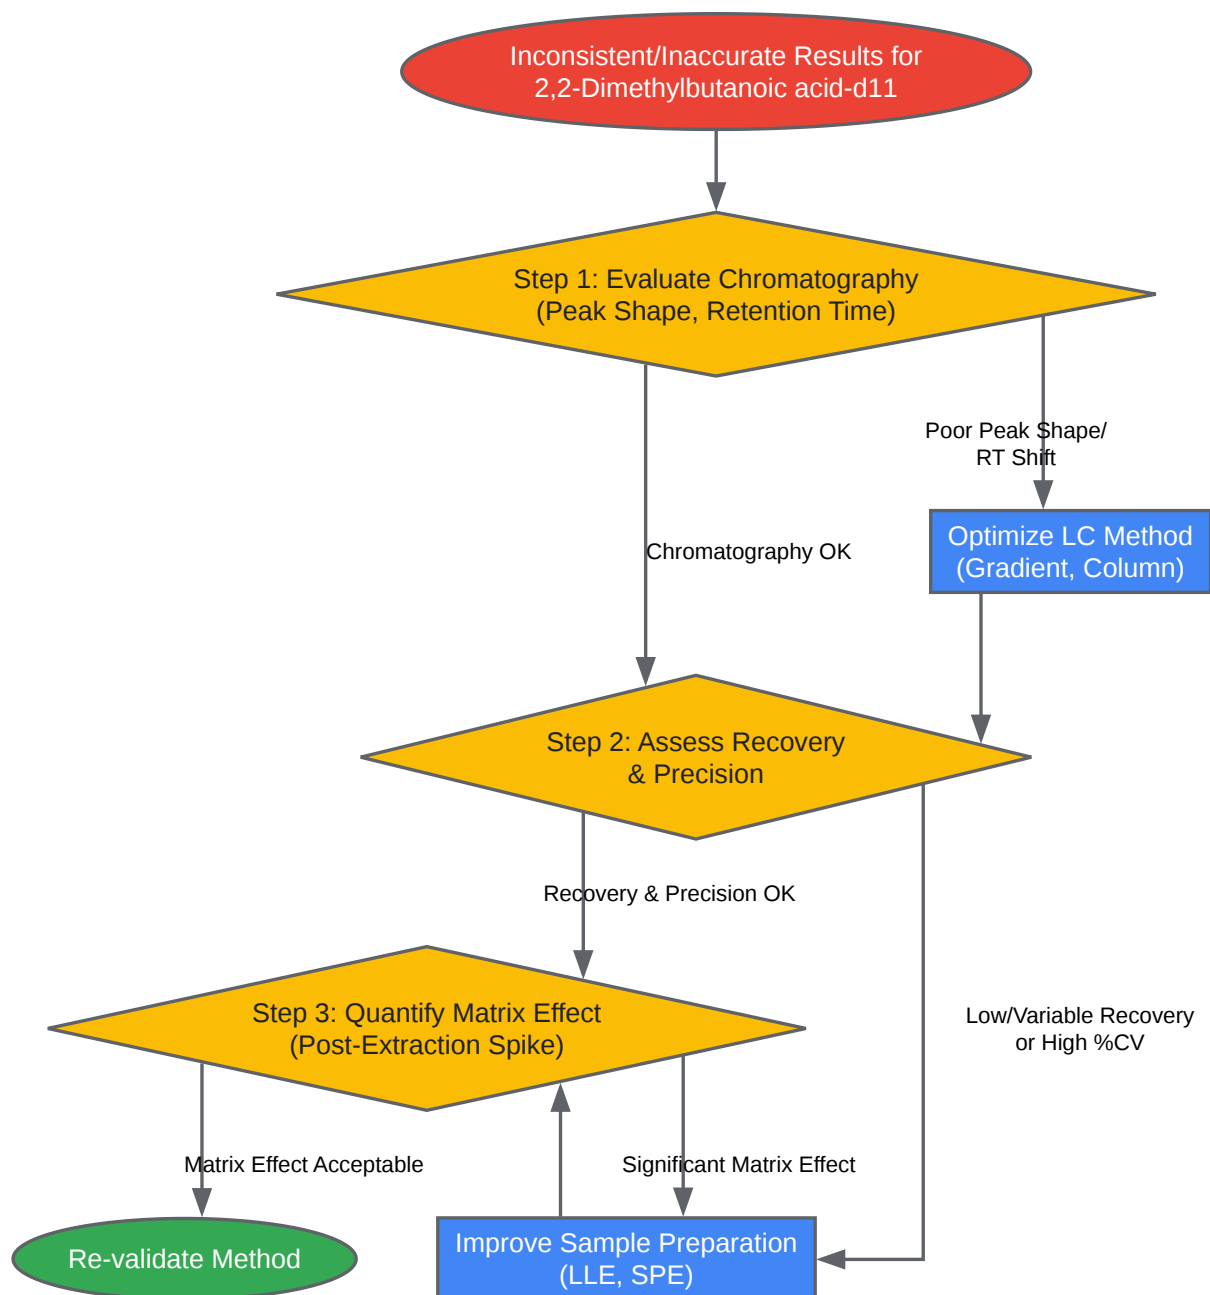 Inconsistent/Inaccurate Results for
2,2-Dimethylbutanoic acid-d11
Step 1: Evaluate Chromatography
(Peak Shape, Retention Time)
Poor Peak Shape/
RT Shift
Optimize LC Method
(Gradient, Column)
Chromatography OK
Step 2: Assess Recovery
& Precision
Recovery & Precision OK
Step 3: Quantify Matrix Effect
(Post-Extraction Spike)
Low/Variable Recovery
or High %CV
Matrix Effect Acceptable
Significant Matrix Effect
Re-validate Method
Improve Sample Preparation
(LLE, SPE)